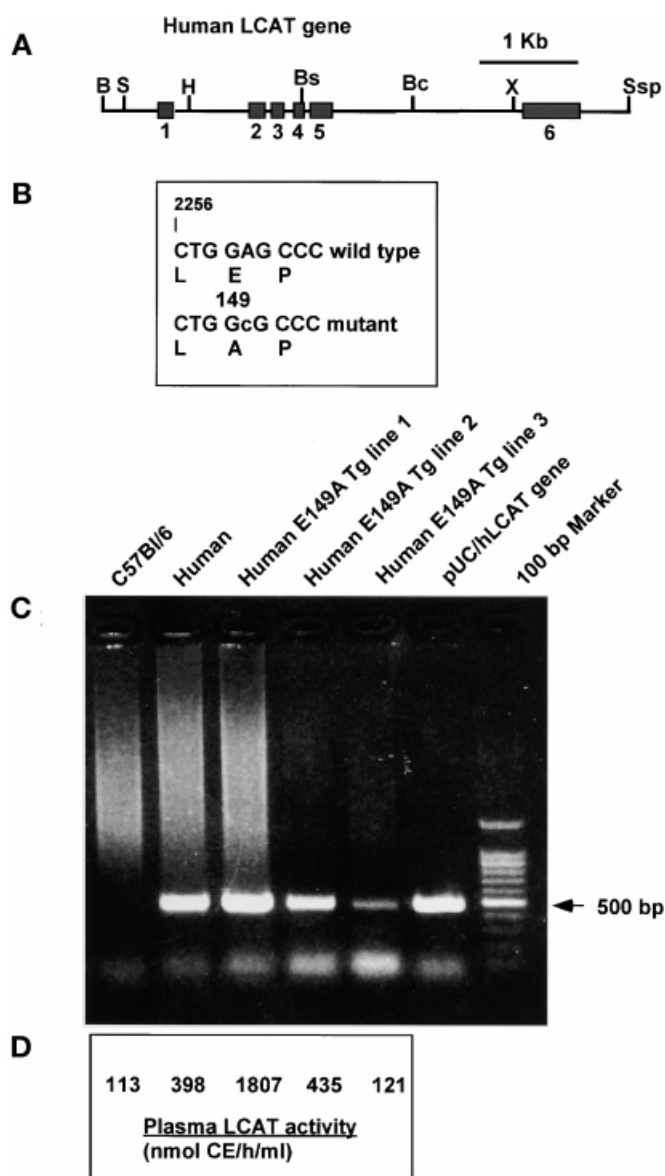 A
Human LCAT gene
1 Kb
B S H Bs Bc X Ssp
1 2 3 4 5 6
B
2256
CTG GAG CCC wild type
L E P
149
CTG GcG CCC mutant
L A P
C57Bl/6
Human
Human E149A Tg line 1
Human E149A Tg line 2
Human E149A Tg line 3
pUC/hLCAT gene
100 bp Marker
C
500 bp
D
113 398 1807 435 121
Plasma LCAT activity
(nmol CE/h/ml)